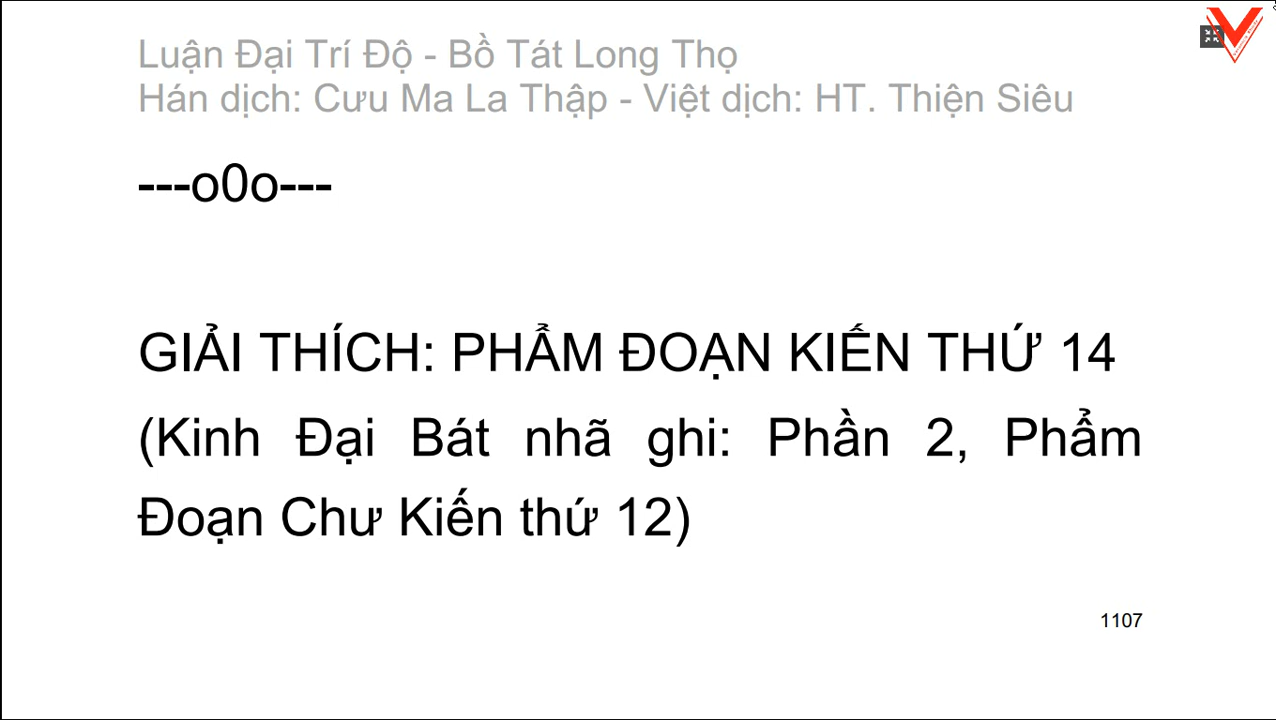 Luận Đại Trí Độ - Bồ Tát Long Thọ
Hán dịch: Cưu Ma La Thập - Việt dịch: HT. Thiện Siêu
---o0o---
GIẢI THÍCH: PHẨM ĐOẠN KIẾN THỨ 14
(Kinh Đại Bát nhã ghi: Phần 2, Phẩm
Đoạn Chư Kiến thứ 12)
1107